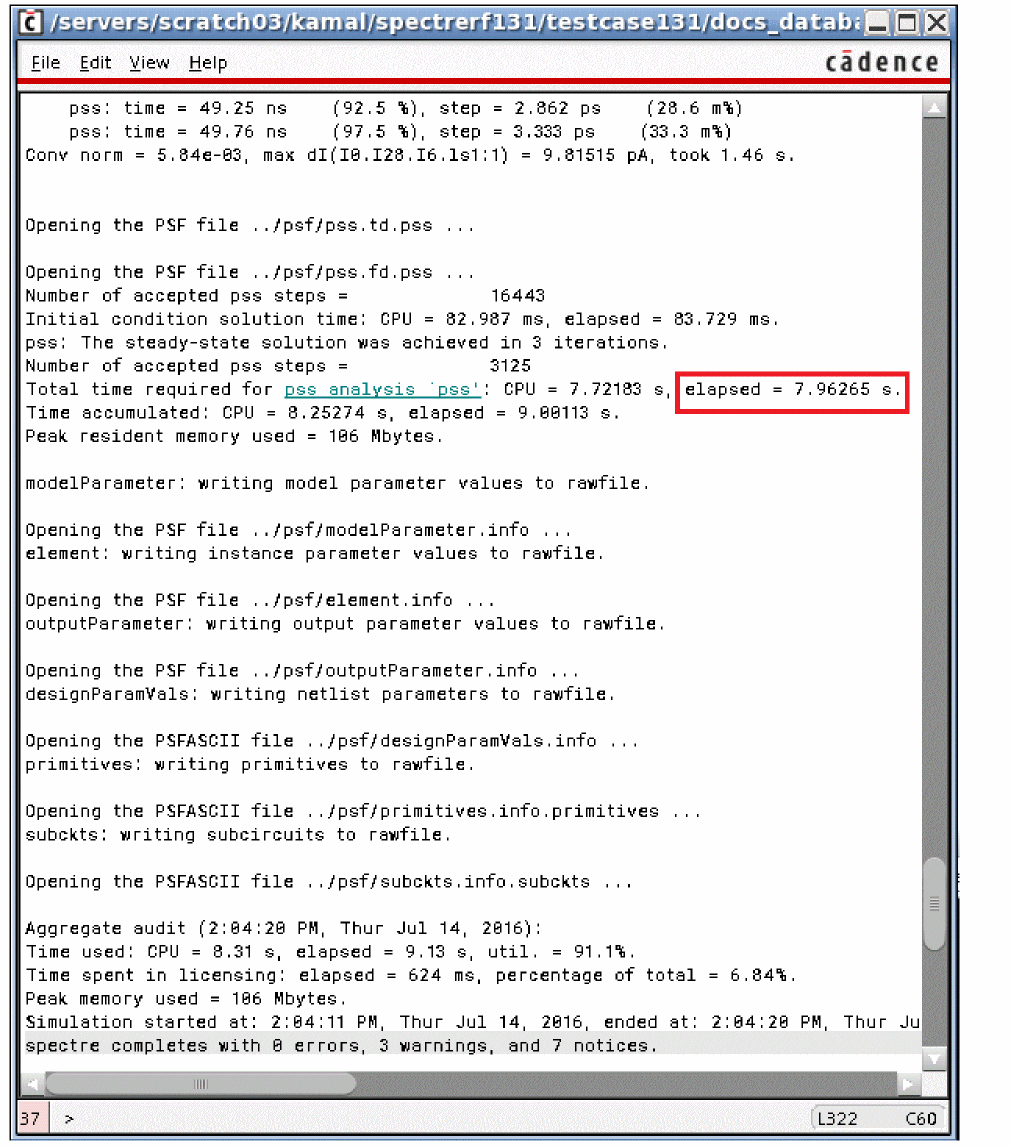 /servers/scratch03/kamal/spectrerf131/testcase131/docs_databa
File Edit View Help
cādence
pss: time = 49.25 ns (92.5 %), step = 2.862 ps (28.6 m%)
pss: time = 49.76 ns (97.5 %), step = 3.333 ps (33.3 m%)
Conv norm = 5.84e-03, max dI(I0.I28.I6.ls1:1) = 9.81515 pA, took 1.46 s.
Opening the PSF file ../psf/pss.td.pss ...
Opening the PSF file ../psf/pss.fd.pss ...
Number of accepted pss steps = 16443
Initial condition solution time: CPU = 82.987 ms, elapsed = 83.729 ms.
pss: The steady-state solution was achieved in 3 iterations.
Number of accepted pss steps = 3125
Total time required for pss analysis `pss': CPU = 7.72183 s, elapsed = 7.96265 s.
Time accumulated: CPU = 8.25274 s, elapsed = 9.00113 s.
Peak resident memory used = 106 Mbytes.
modelParameter: writing model parameter values to rawfile.
Opening the PSF file ../psf/modelParameter.info ...
element: writing instance parameter values to rawfile.
Opening the PSF file ../psf/element.info ...
outputParameter: writing output parameter values to rawfile.
Opening the PSF file ../psf/outputParameter.info ...
designParamVals: writing netlist parameters to rawfile.
Opening the PSFASCII file ../psf/designParamVals.info ...
primitives: writing primitives to rawfile.
Opening the PSFASCII file ../psf/primitives.info.primitives ...
subckts: writing subcircuits to rawfile.
Opening the PSFASCII file ../psf/subckts.info.subckts ...
Aggregate audit (2:04:20 PM, Thur Jul 14, 2016):
Time used: CPU = 8.31 s, elapsed = 9.13 s, util. = 91.1%.
Time spent in licensing: elapsed = 624 ms, percentage of total = 6.84%.
Peak memory used = 106 Mbytes.
Simulation started at: 2:04:11 PM, Thur Jul 14, 2016, ended at: 2:04:20 PM, Thur Ju
spectre completes with 0 errors, 3 warnings, and 7 notices.
37 > L322 C60